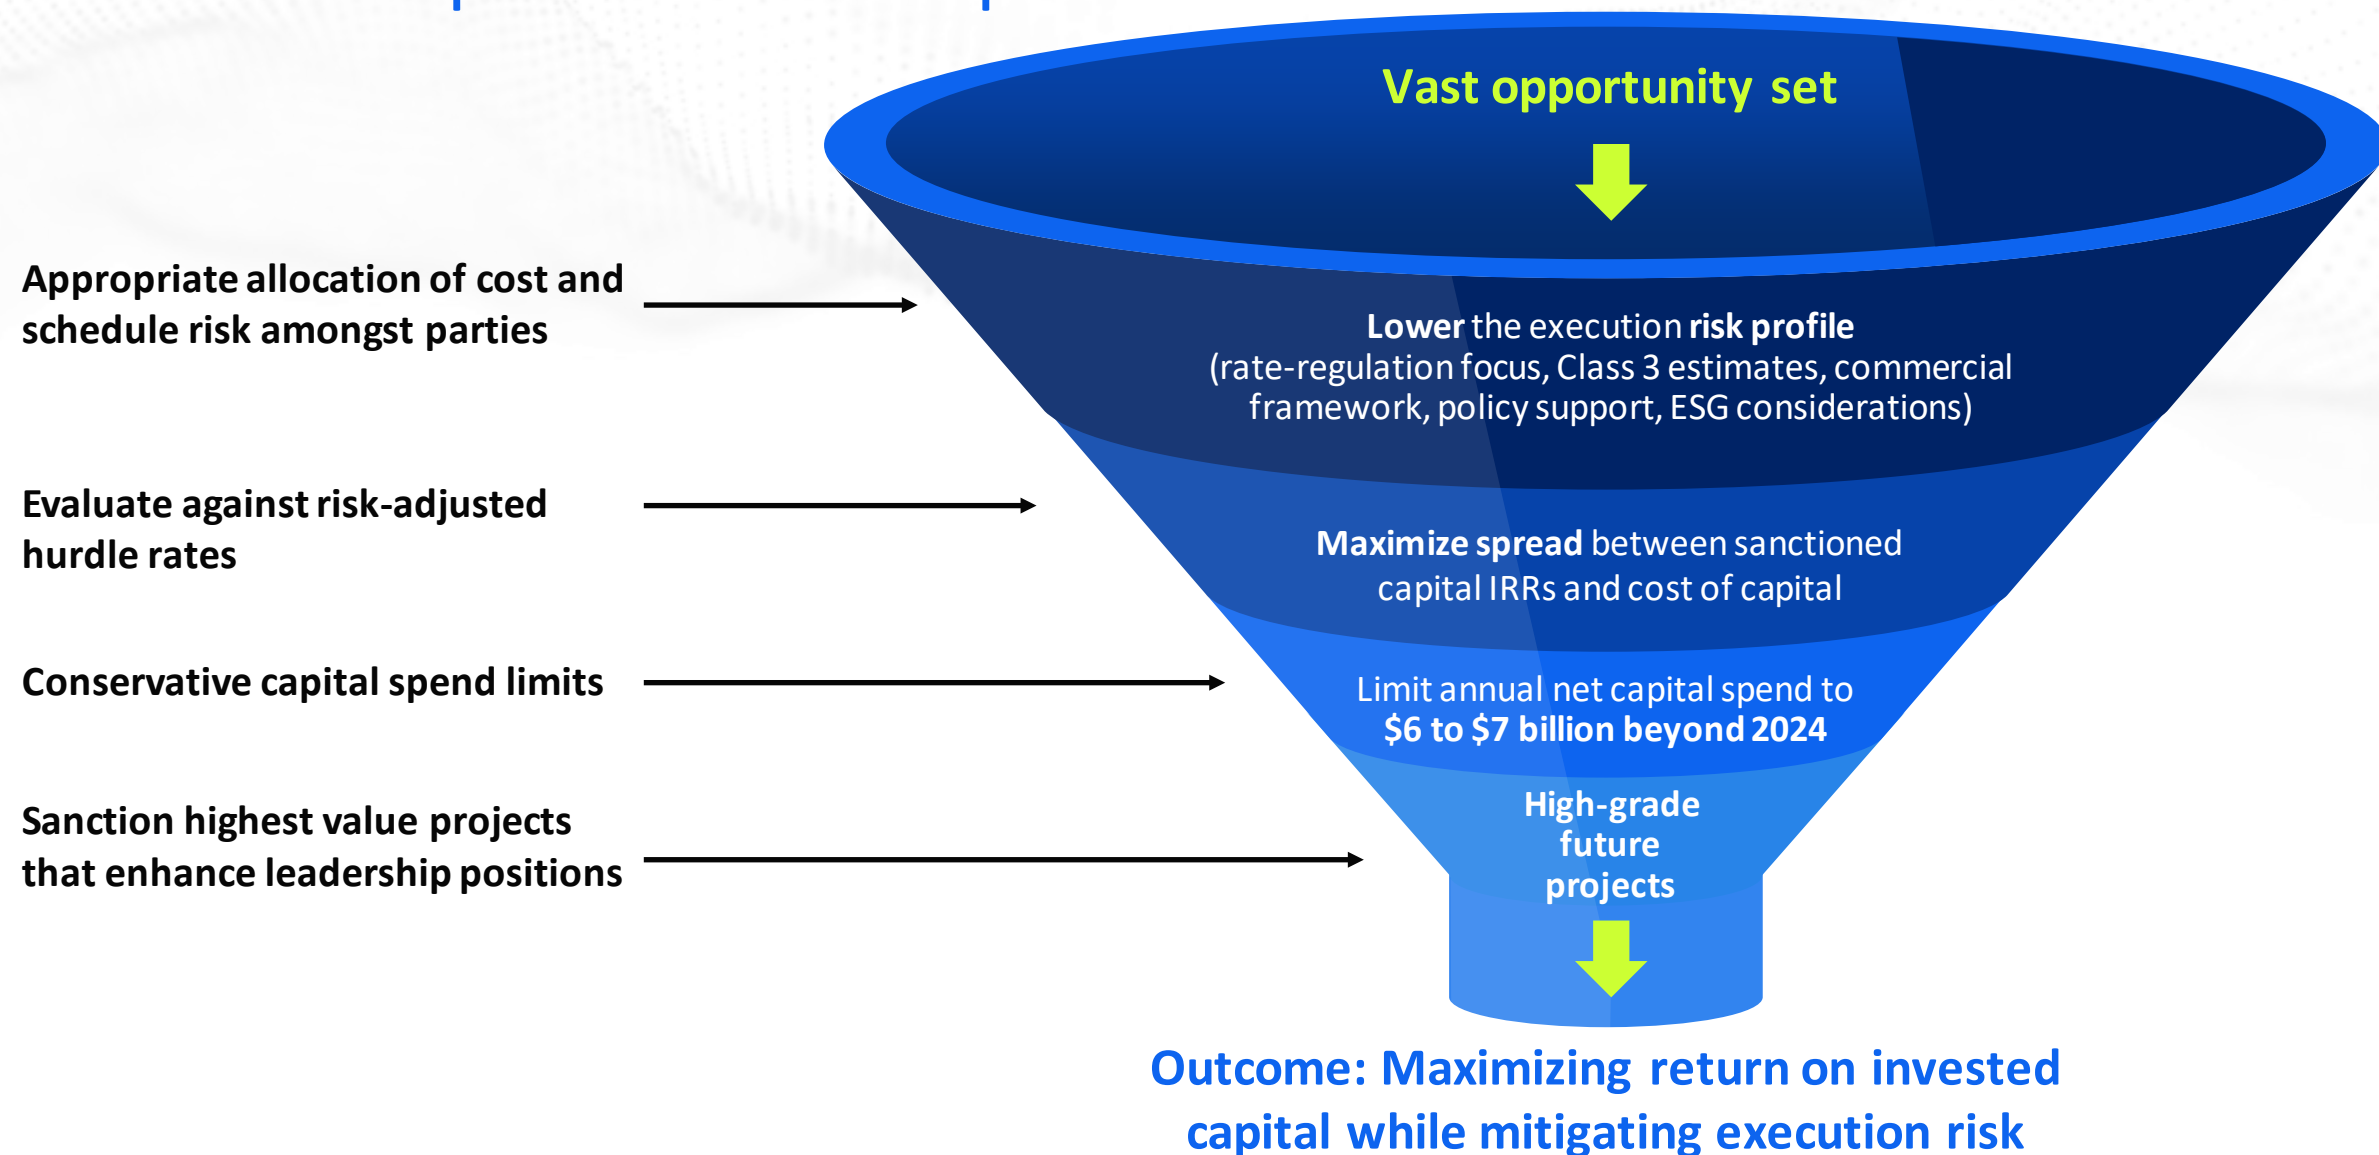 Vast opportunity set
Appropriate allocation of cost and
schedule risk amongst parties
Lower the execution risk profile
(rate-regulation focus, Class 3 estimates, commercial
framework, policy support, ESG considerations)
Evaluate against risk-adjusted
hurdle rates
Maximize spread between sanctioned
capital IRRs and cost of capital
Conservative capital spend limits
Limit annual net capital spend to
$6 to $7 billion beyond 2024
Sanction highest value projects
that enhance leadership positions
High-grade
future
projects
Outcome: Maximizing return on invested
capital while mitigating execution risk